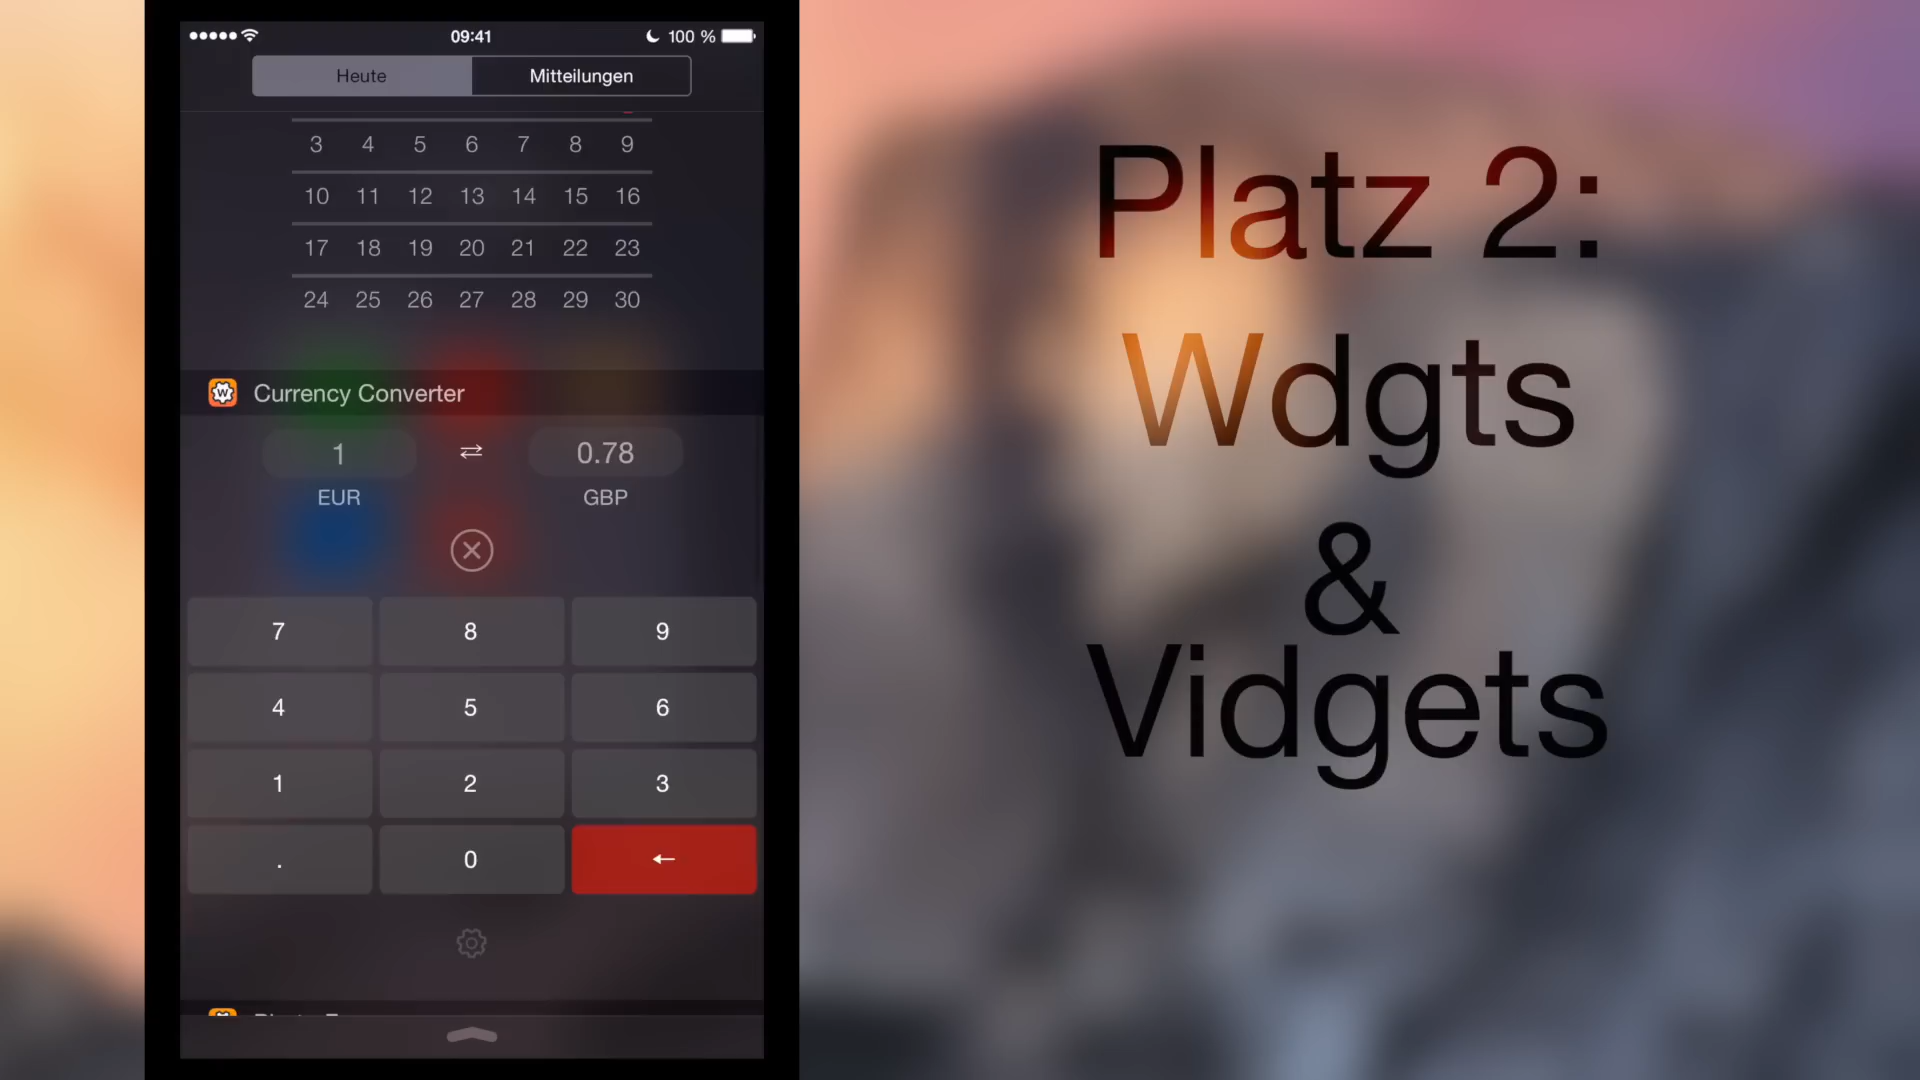 09:41
100 %
Heute
Mitteilungen
3 4 5 6 7 8 9
10 11 12 13 14 15 16
17 18 19 20 21 22 23
24 25 26 27 28 29 30
W Currency Converter
1 ⇄ 0.78
EUR GBP
7 8 9
4 5 6
1 2 3
. 0 ←
Platz 2:
Wdgts
&
Vidgets